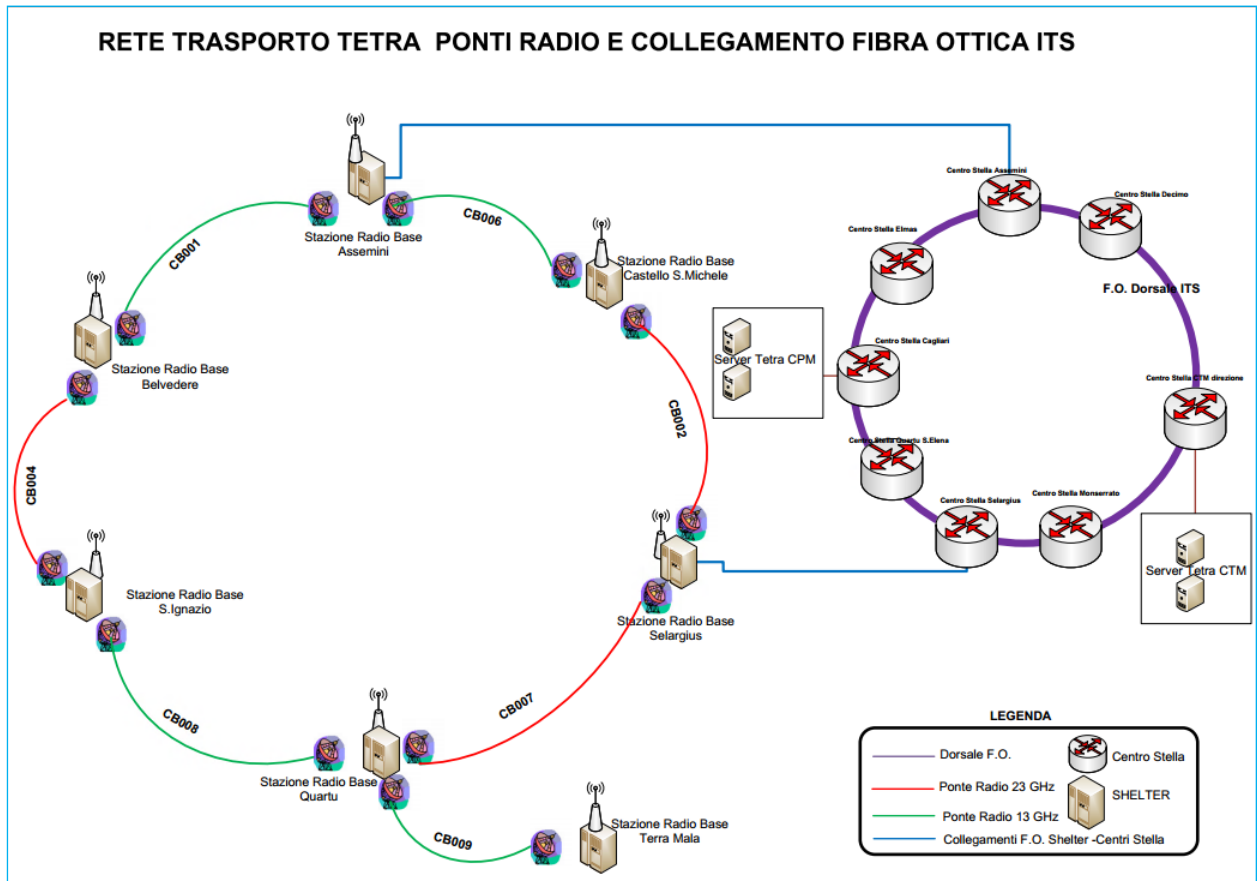 RETE TRASPORTO TETRA PONTI RADIO E COLLEGAMENTO FIBRA OTTICA ITS
Stazione Radio Base
Assemini
CB006
CB001
Stazione Radio Base
Castello S.Michele
Stazione Radio Base
Belvedere
CB004
CB002
Stazione Radio Base
S.Ignazio
Stazione Radio Base
Selargius
CB008
CB007
Stazione Radio Base
Quartu
CB009
Stazione Radio Base
Terra Mala
Centro Stella Assemini
Centro Stella Decimo
Centro Stella Elmas
F.O. Dorsale ITS
Centro Stella Cagliari
Server Tetra CPM
Centro Stella CTM direzione
Centro Stella Quartu S.Elena
Centro Stella Selargius
Centro Stella Monserrato
Server Tetra CTM
LEGENDA
Dorsale F.O.
Centro Stella
Ponte Radio 23 GHz
SHELTER
Ponte Radio 13 GHz
Collegamenti F.O. Shelter -Centri Stella